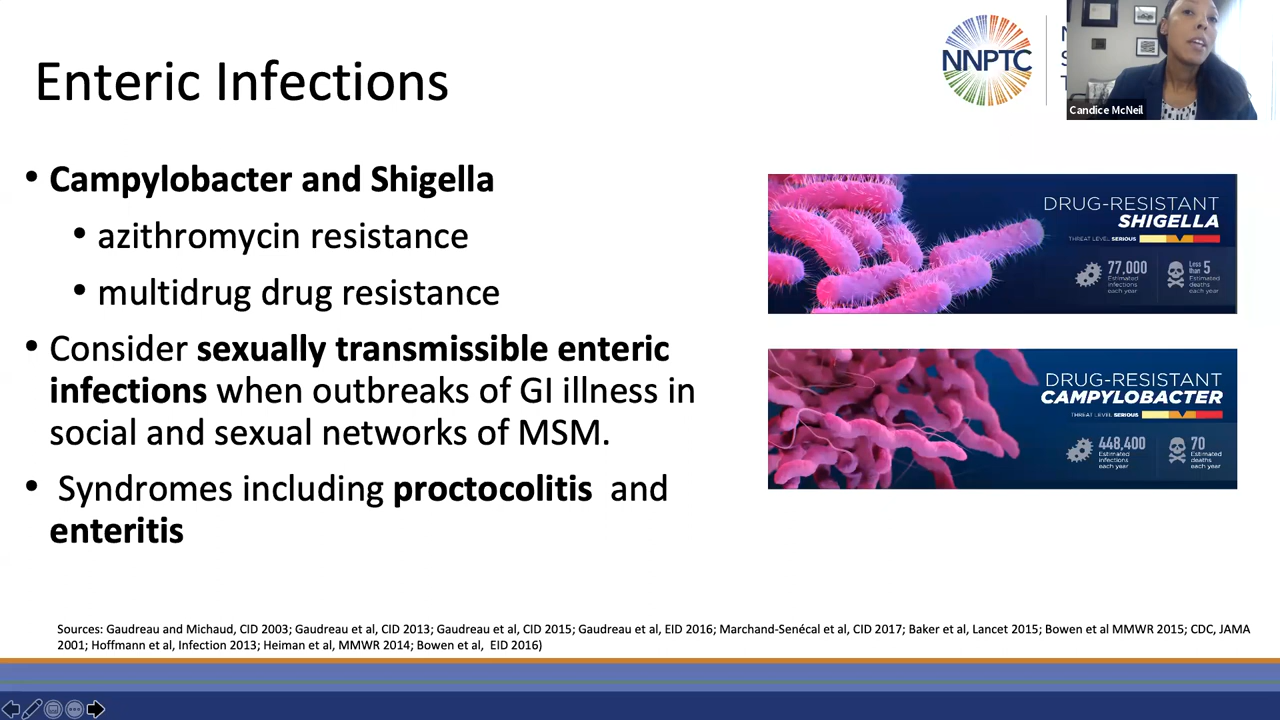 Enteric Infections
NNPTC
Candice McNeil
• Campylobacter and Shigella
• azithromycin resistance
• multidrug drug resistance
• Consider sexually transmissible enteric
infections when outbreaks of GI illness in
social and sexual networks of MSM.
• Syndromes including proctocolitis and
enteritis
DRUG-RESISTANT
SHIGELLA
THREAT LEVEL SERIOUS
77,000
Estimated
infections
each year
Less
than 5
Estimated
deaths
each year
DRUG-RESISTANT
CAMPYLOBACTER
THREAT LEVEL SERIOUS
448,400
Estimated
infections
each year
70
Estimated
deaths
each year
Sources: Gaudreau and Michaud, CID 2003; Gaudreau et al, CID 2013; Gaudreau et al, CID 2015; Gaudreau et al, EID 2016; Marchand-Senécal et al, CID 2017; Baker et al, Lancet 2015; Bowen et al MMWR 2015; CDC, JAMA
2001; Hoffmann et al, Infection 2013; Heiman et al, MMWR 2014; Bowen et al, EID 2016)